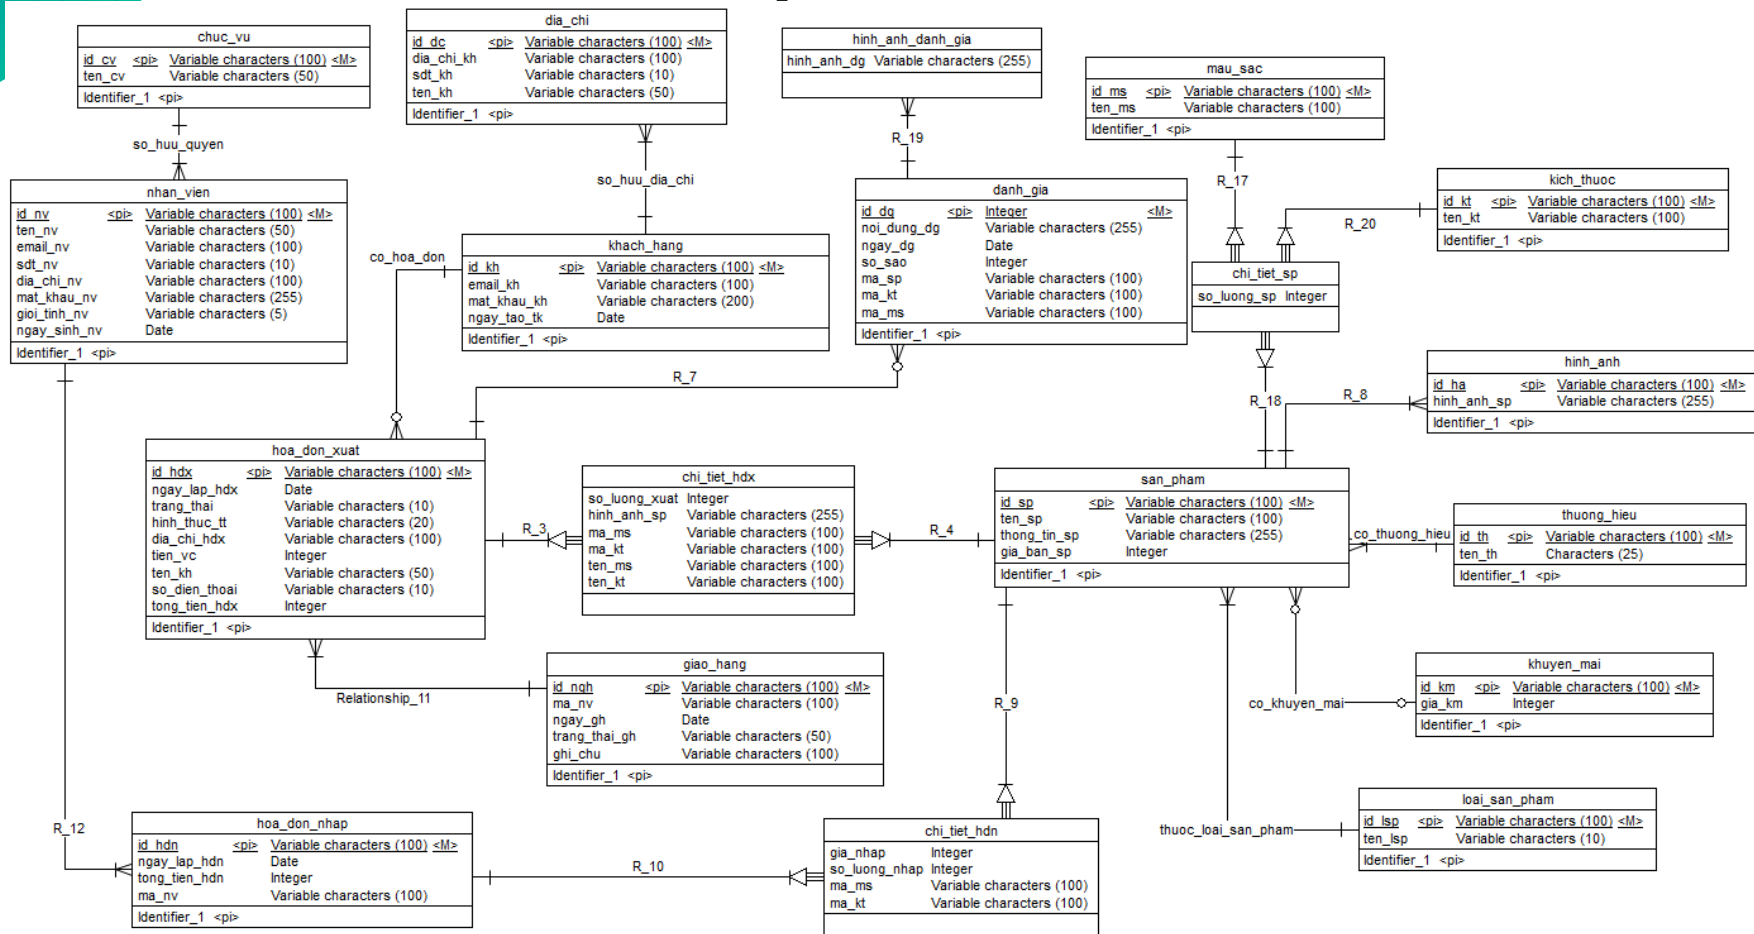 chuc_vu
id_cv <pi> Variable characters (100) <M>
ten_cv Variable characters (50)
Identifier_1 <pi>
dia_chi
id_dc <pi> Variable characters (100) <M>
dia_chi_kh Variable characters (100)
sdt_kh Variable characters (10)
ten_kh Variable characters (50)
Identifier_1 <pi>
hinh_anh_danh_gia
hinh_anh_dg Variable characters (255)
mau_sac
id_ms <pi> Variable characters (100) <M>
ten_ms Variable characters (100)
Identifier_1 <pi>
so_huu_quyen
so_huu_dia_chi
R_19
R_17
nhan_vien
id_nv <pi> Variable characters (100) <M>
ten_nv Variable characters (50)
email_nv Variable characters (100)
sdt_nv Variable characters (10)
dia_chi_nv Variable characters (100)
mat_khau_nv Variable characters (255)
gioi_tinh_nv Variable characters (5)
ngay_sinh_nv Date
Identifier_1 <pi>
co_hoa_don
khach_hang
id_kh <pi> Variable characters (100) <M>
email_kh Variable characters (100)
mat_khau_kh Variable characters (200)
ngay_tao_tk Date
Identifier_1 <pi>
danh_gia
id_dg <pi> Integer <M>
noi_dung_dg Variable characters (255)
ngay_dg Date
so_sao Integer
ma_sp Variable characters (100)
ma_kt Variable characters (100)
ma_ms Variable characters (100)
Identifier_1 <pi>
kich_thuoc
id_kt <pi> Variable characters (100) <M>
ten_kt Variable characters (100)
Identifier_1 <pi>
R_20
chi_tiet_sp
so_luong_sp Integer
R_7
R_18
R_8
hinh_anh
id_ha <pi> Variable characters (100) <M>
hinh_anh_sp Variable characters (255)
Identifier_1 <pi>
hoa_don_xuat
id_hdx <pi> Variable characters (100) <M>
ngay_lap_hdx Date
trang_thai Variable characters (10)
hinh_thuc_tt Variable characters (20)
dia_chi_hdx Variable characters (100)
tien_vc Integer
ten_kh Variable characters (50)
so_dien_thoai Variable characters (10)
tong_tien_hdx Integer
Identifier_1 <pi>
R_3
chi_tiet_hdx
so_luong_xuat Integer
hinh_anh_sp Variable characters (255)
ma_ms Variable characters (100)
ma_kt Variable characters (100)
ten_ms Variable characters (100)
ten_kt Variable characters (100)
R_4
san_pham
id_sp <pi> Variable characters (100) <M>
ten_sp Variable characters (100)
thong_tin_sp Variable characters (255)
gia_ban_sp Integer
Identifier_1 <pi>
co_thuong_hieu
thuong_hieu
id_th <pi> Variable characters (100) <M>
ten_th Characters (25)
Identifier_1 <pi>
Relationship_11
giao_hang
id_ngh <pi> Variable characters (100) <M>
ma_nv Variable characters (100)
ngay_gh Date
trang_thai_gh Variable characters (50)
ghi_chu Variable characters (100)
Identifier_1 <pi>
R_9
co_khuyen_mai
khuyen_mai
id_km <pi> Variable characters (100) <M>
gia_km Integer
Identifier_1 <pi>
R_12
hoa_don_nhap
id_hdn <pi> Variable characters (100) <M>
ngay_lap_hdn Date
tong_tien_hdn Integer
ma_nv Variable characters (100)
Identifier_1 <pi>
R_10
chi_tiet_hdn
gia_nhap Integer
so_luong_nhap Integer
ma_ms Variable characters (100)
ma_kt Variable characters (100)
thuoc_loai_san_pham
loai_san_pham
id_lsp <pi> Variable characters (100) <M>
ten_lsp Variable characters (10)
Identifier_1 <pi>